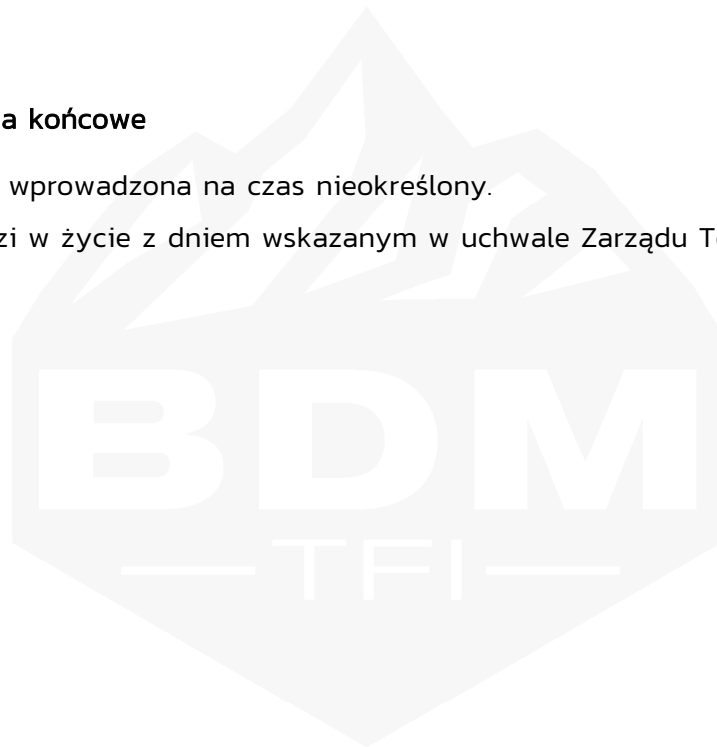 a końcowe
wprowadzona na czas nieokreślony.
zi w życie z dniem wskazanym w uchwale Zarządu T
BDM
TFI